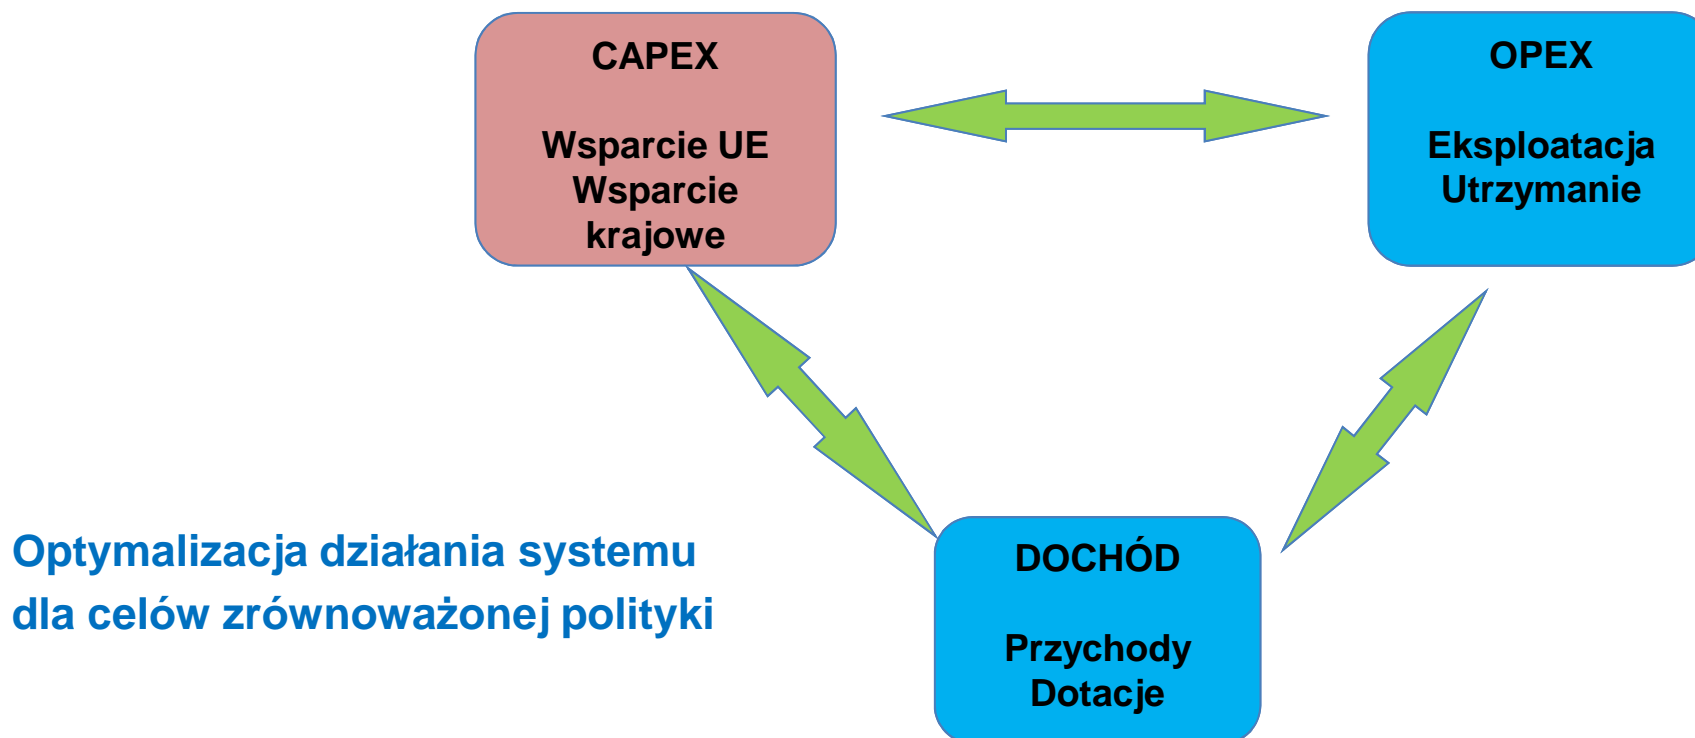 CAPEX
Wsparcie UE
Wsparcie
krajowe
OPEX
Eksploatacja
Utrzymanie
Optymalizacja działania systemu
dla celów zrównoważonej polityki
DOCHÓD
Przychody
Dotacje